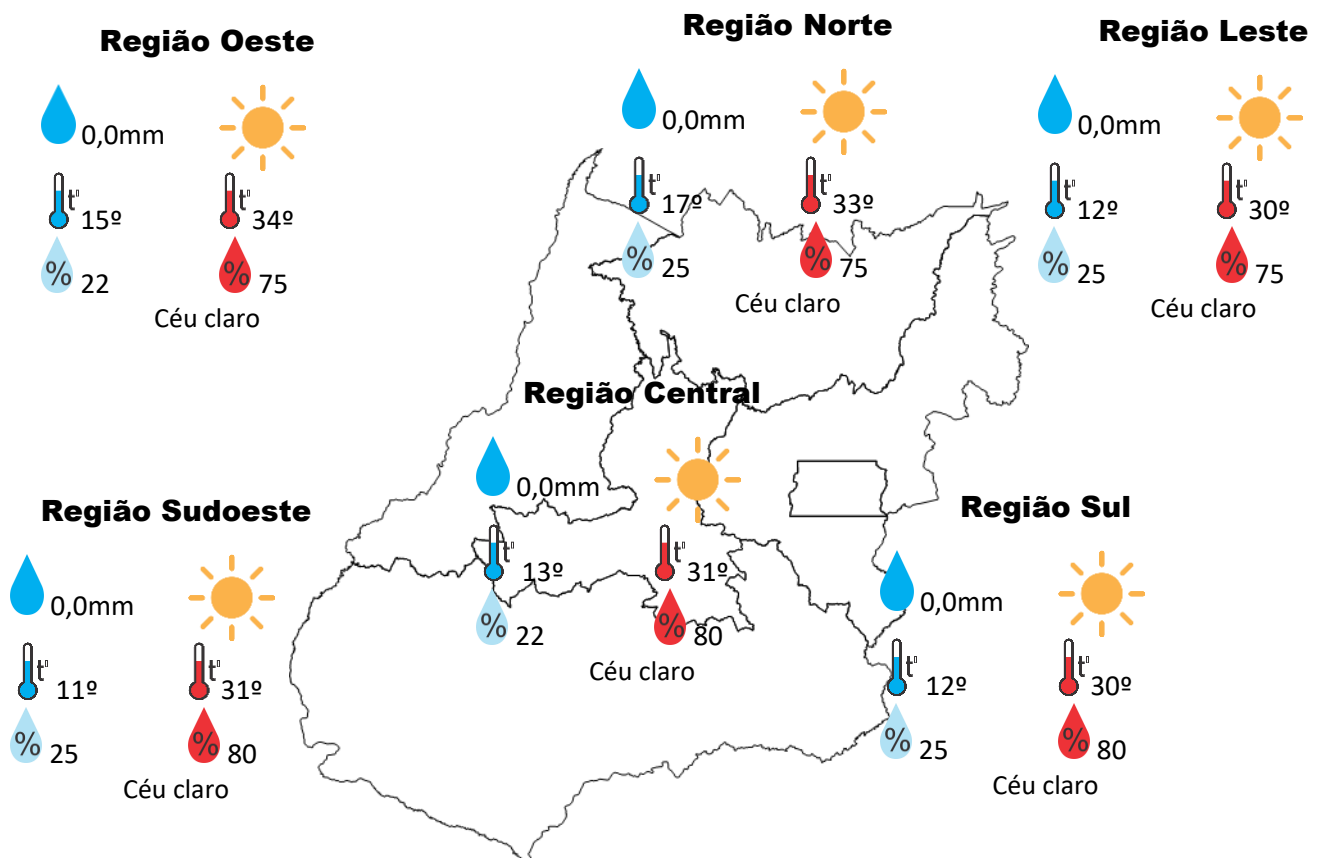 Região Oeste
0,0mm
t°
15º
t°
34º
%
22
%
75
Céu claro
Região Norte
0,0mm
t°
17º
t°
33º
%
25
%
75
Céu claro
Região Leste
0,0mm
t°
12º
t°
30º
%
25
%
75
Céu claro
Região Central
0,0mm
t°
13º
t°
31º
%
22
%
80
Céu claro
Região Sudoeste
0,0mm
t°
11º
t°
31º
%
25
%
80
Céu claro
Região Sul
0,0mm
t°
12º
t°
30º
%
25
%
80
Céu claro